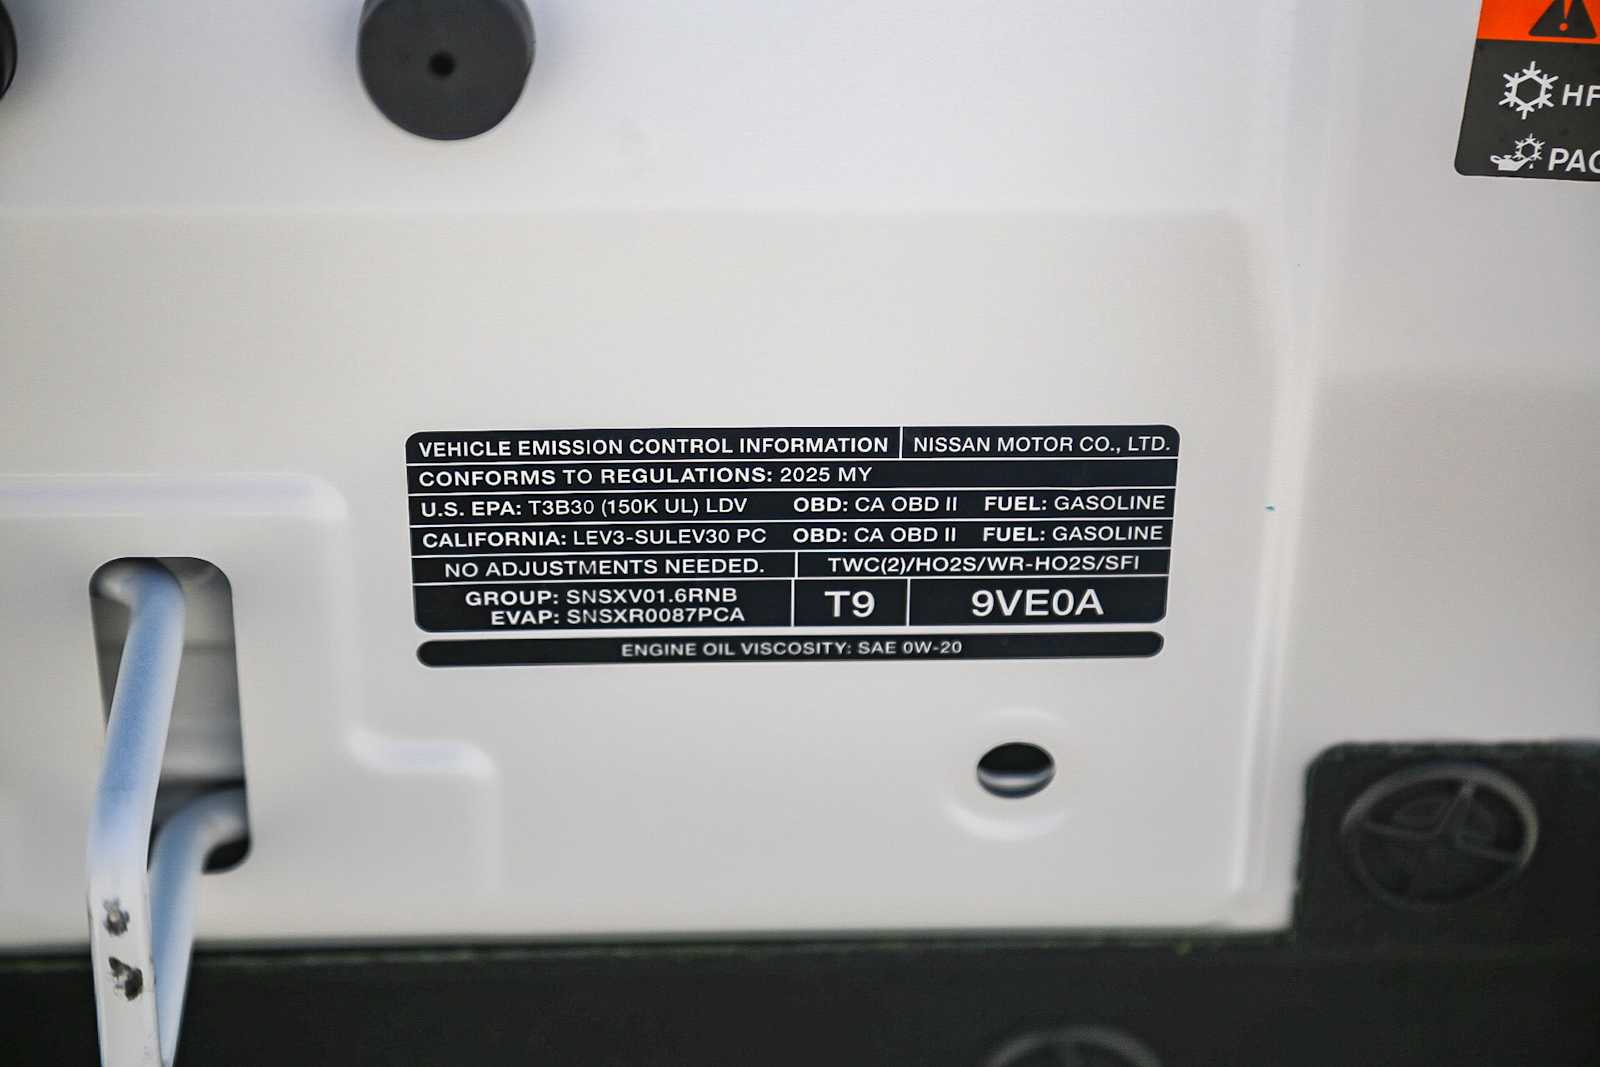 HF
PAG
VEHICLE EMISSION CONTROL INFORMATION NISSAN MOTOR CO., LTD.
CONFORMS TO REGULATIONS: 2025 MY
U.S. EPA: T3B30 (150K UL) LDV OBD: CA OBD II FUEL: GASOLINE
CALIFORNIA: LEV3-SULEV30 PC OBD: CA OBD II FUEL: GASOLINE
NO ADJUSTMENTS NEEDED. TWC(2)/HO2S/WR-HO2S/SFI
GROUP: SNSXV01.6RNB
EVAP: SNSXR0087PCA
T9 9VE0A
ENGINE OIL VISCOSITY: SAE 0W-20